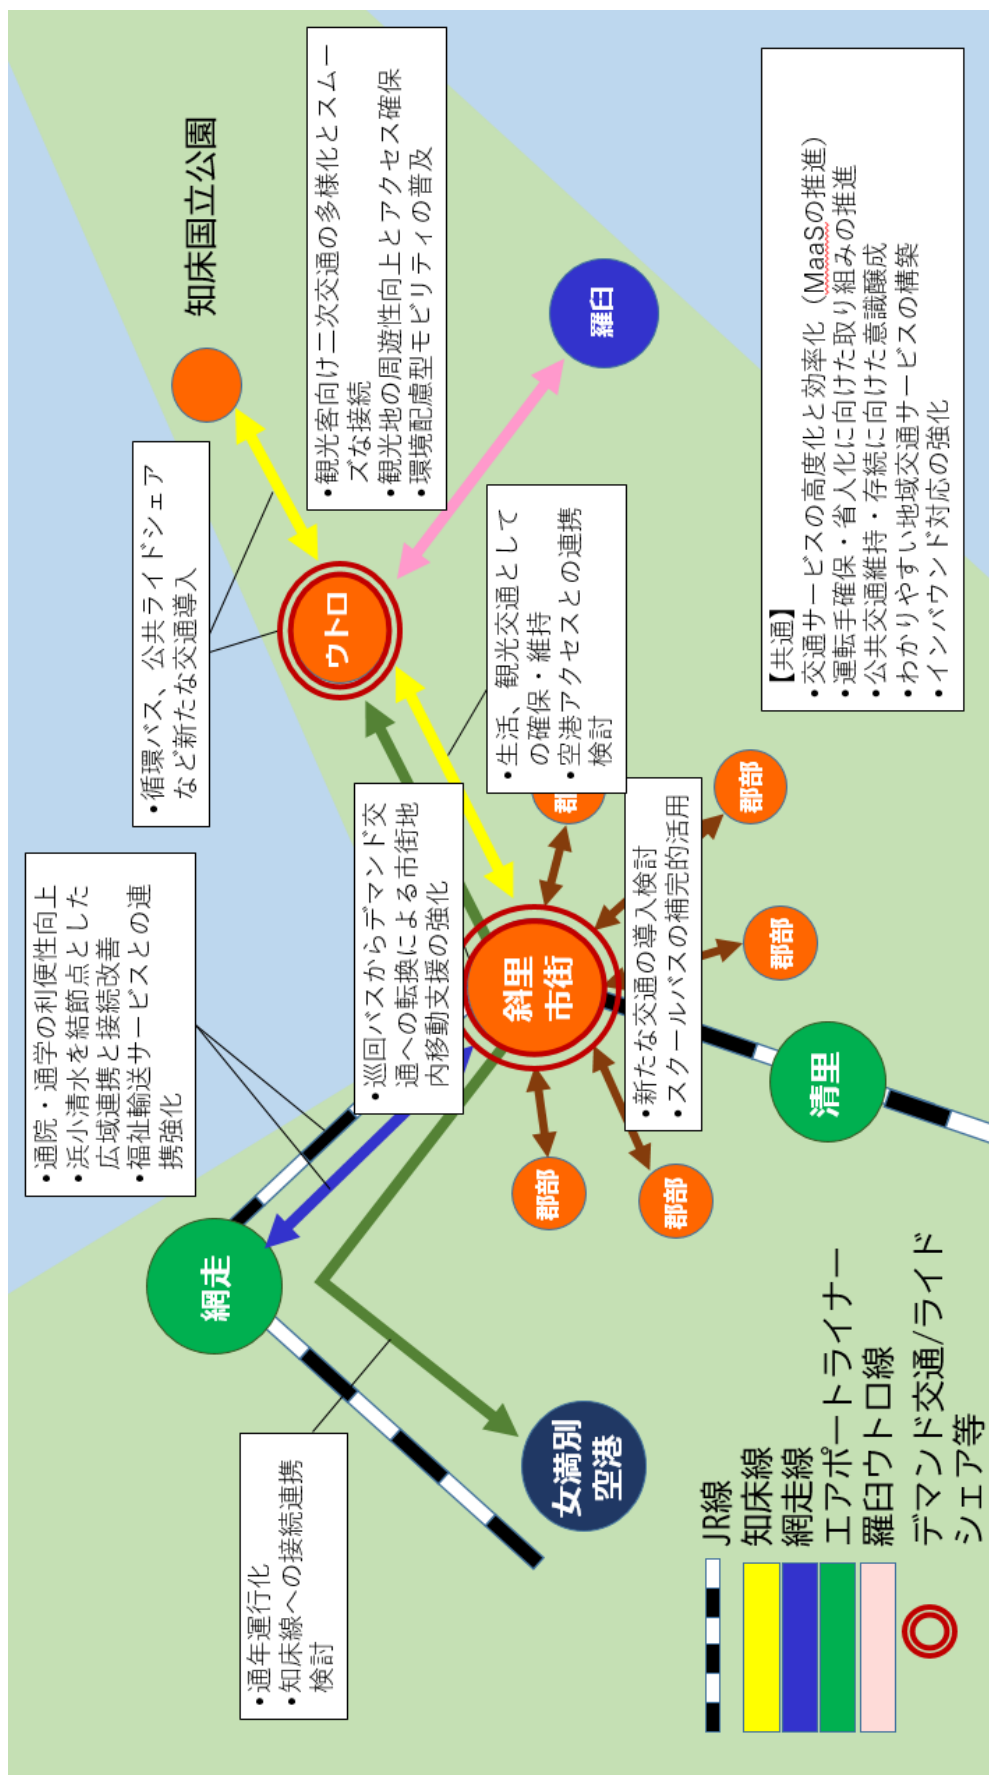 ・通院・通学の利便性向上
・浜小清水を結節点とした
広域連携と接続改善
・福祉輸送サービスとの連
携強化
・循環バス、公共ライドシェア
など新たな交通導入
知床国立公園
・観光客向け二次交通の多様化とスムー
ズな接続
・観光地の周遊性向上とアクセス確保
・環境配慮型モビリティの普及
網走
ウトロ
羅臼
・通年運行化
・知床線への接続連携
検討
・巡回バスからデマンド交
通への転換による市街地
内移動支援の強化
・生活、観光交通として
の確保・維持
・空港アクセスとの連携
検討
女満別
空港
斜里
市街
郡部
郡部
郡部
郡部
郡部
・新たな交通の導入検討
・スクールバスの補完的活用
清里
【共通】
・交通サービスの高度化と効率化（MaaSの推進）
・運転手確保・省人化に向けた取り組みの推進
・公共交通維持・存続に向けた意識醸成
・わかりやすい地域交通サービスの構築
・インバウンド対応の強化
JR線
知床線
網走線
エアポートライナー
羅臼ウトロ線
デマンド交通/ライド
シェア等